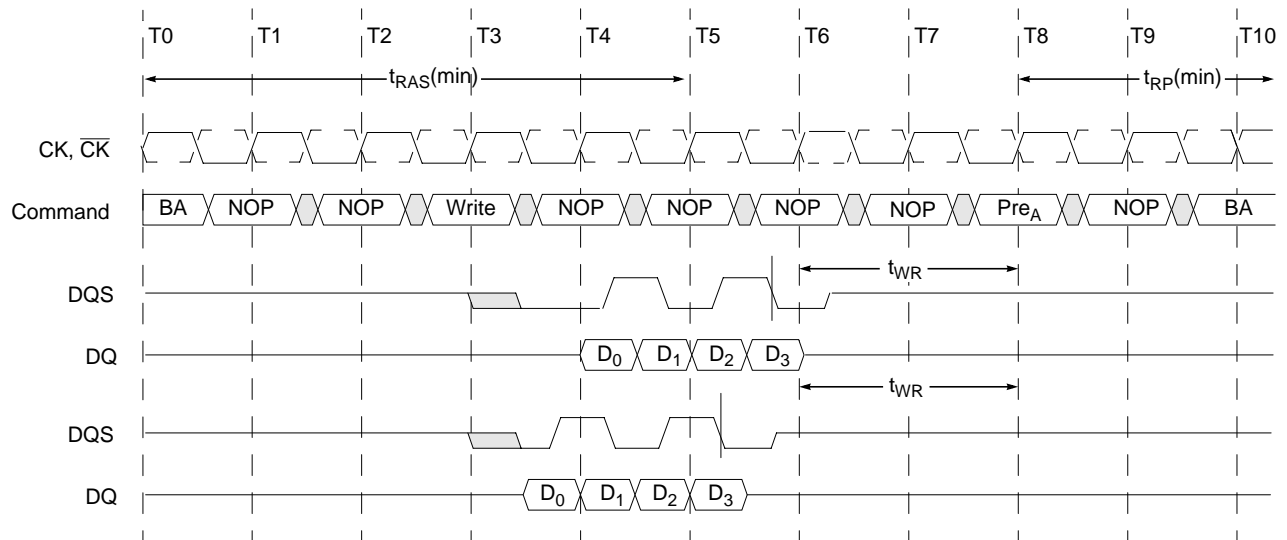 T0 T1 T2 T3 T4 T5 T6 T7 T8 T9 T10
tRAS(min) tRP(min)
CK, C̅K̅
Command BA NOP NOP Write NOP NOP NOP NOP PreA NOP BA
tWR
DQS
DQ D0 D1 D2 D3
tWR
DQS
DQ D0 D1 D2 D3